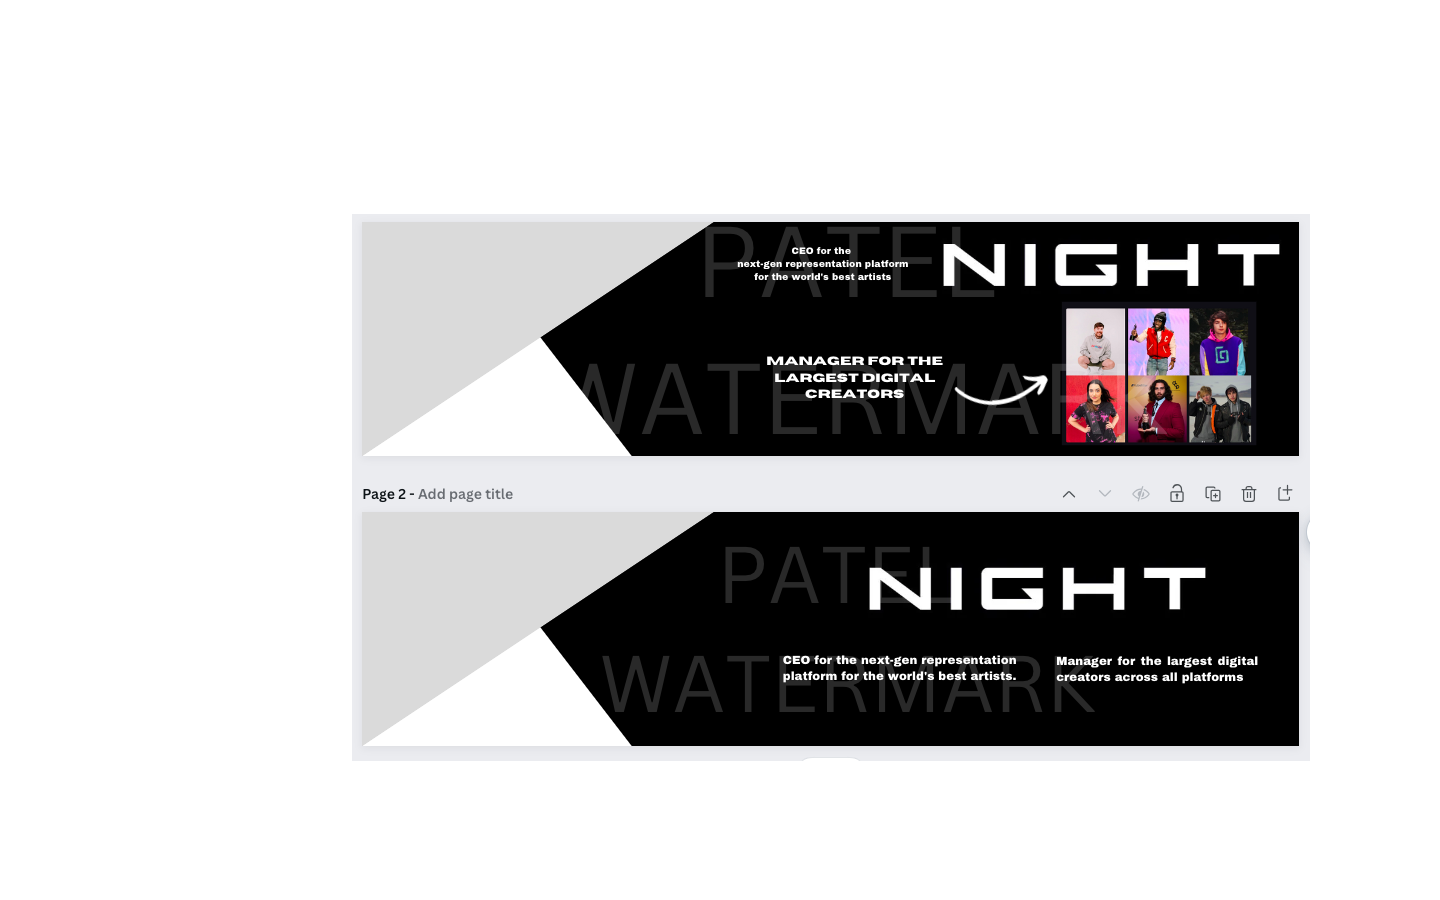 PATEL
CEO for the
next-gen representation platform
for the world's best artists
NIGHT
WATERMAR
MANAGER FOR THE
LARGEST DIGITAL
CREATORS
Page 2 - Add page title
PATEL
NIGHT
WATERMARK
CEO for the next-gen representation
platform for the world's best artists.
Manager for the largest digital
creators across all platforms